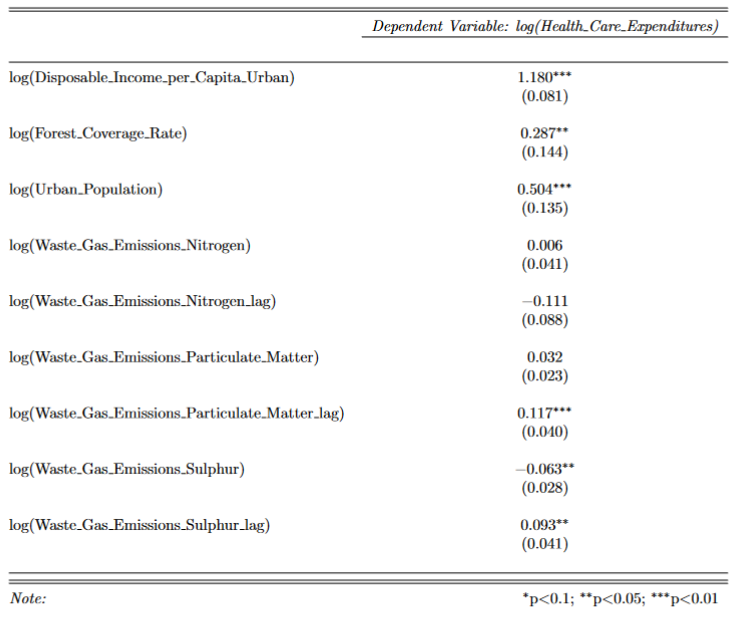 Dependent Variable: log(Health_Care_Expenditures)
log(Disposable_Income_per_Capita_Urban) 1.180***
(0.081)
log(Forest_Coverage_Rate) 0.287**
(0.144)
log(Urban_Population) 0.504***
(0.135)
log(Waste_Gas_Emissions_Nitrogen) 0.006
(0.041)
log(Waste_Gas_Emissions_Nitrogen_lag) −0.111
(0.088)
log(Waste_Gas_Emissions_Particulate_Matter) 0.032
(0.023)
log(Waste_Gas_Emissions_Particulate_Matter_lag) 0.117***
(0.040)
log(Waste_Gas_Emissions_Sulphur) −0.063**
(0.028)
log(Waste_Gas_Emissions_Sulphur_lag) 0.093**
(0.041)
Note: *p<0.1; **p<0.05; ***p<0.01